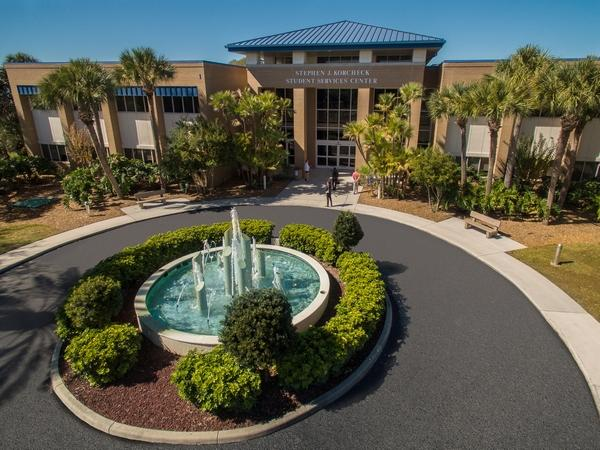 STEPHEN J. KORCHECK
STUDENT SERVICES CENTER